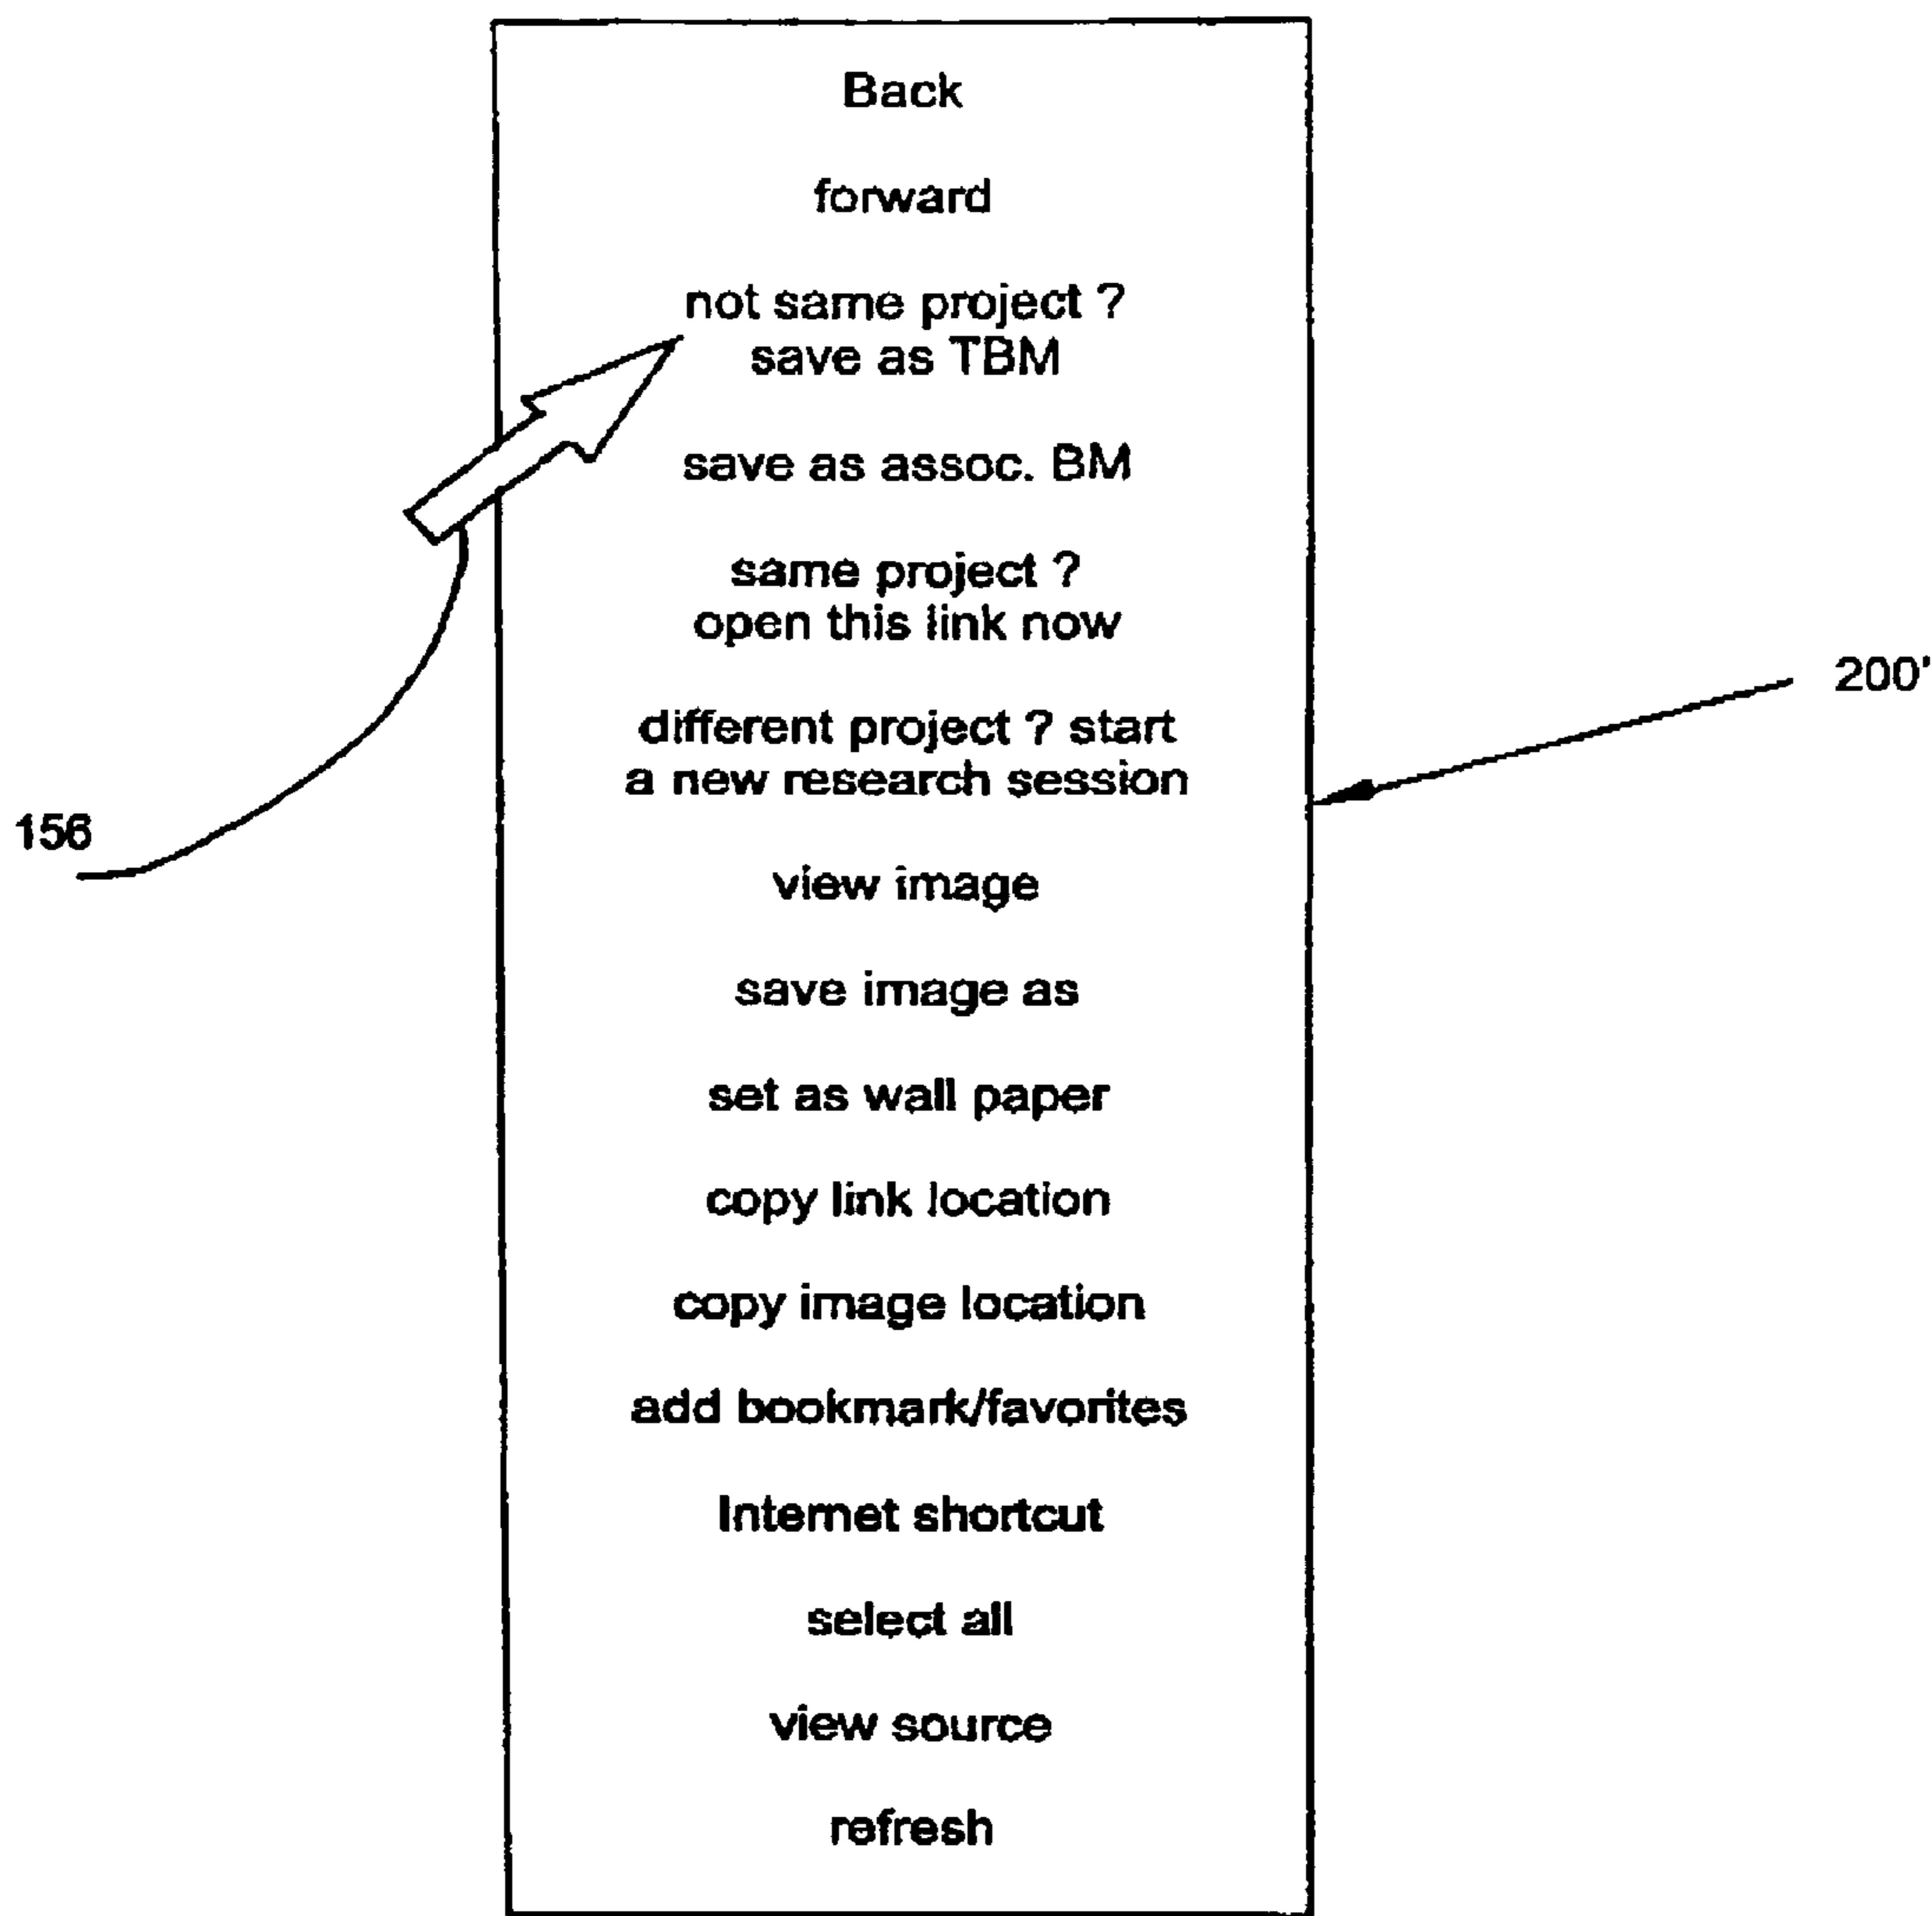 Back
forward
not same project ?
save as TBM
save as assoc. BM
same project ?
open this link now
different project ? start
a new research session
view image
save image as
set as wall paper
copy link location
copy image location
add bookmark/favorites
Internet shortcut
select all
view source
refresh
156
200'